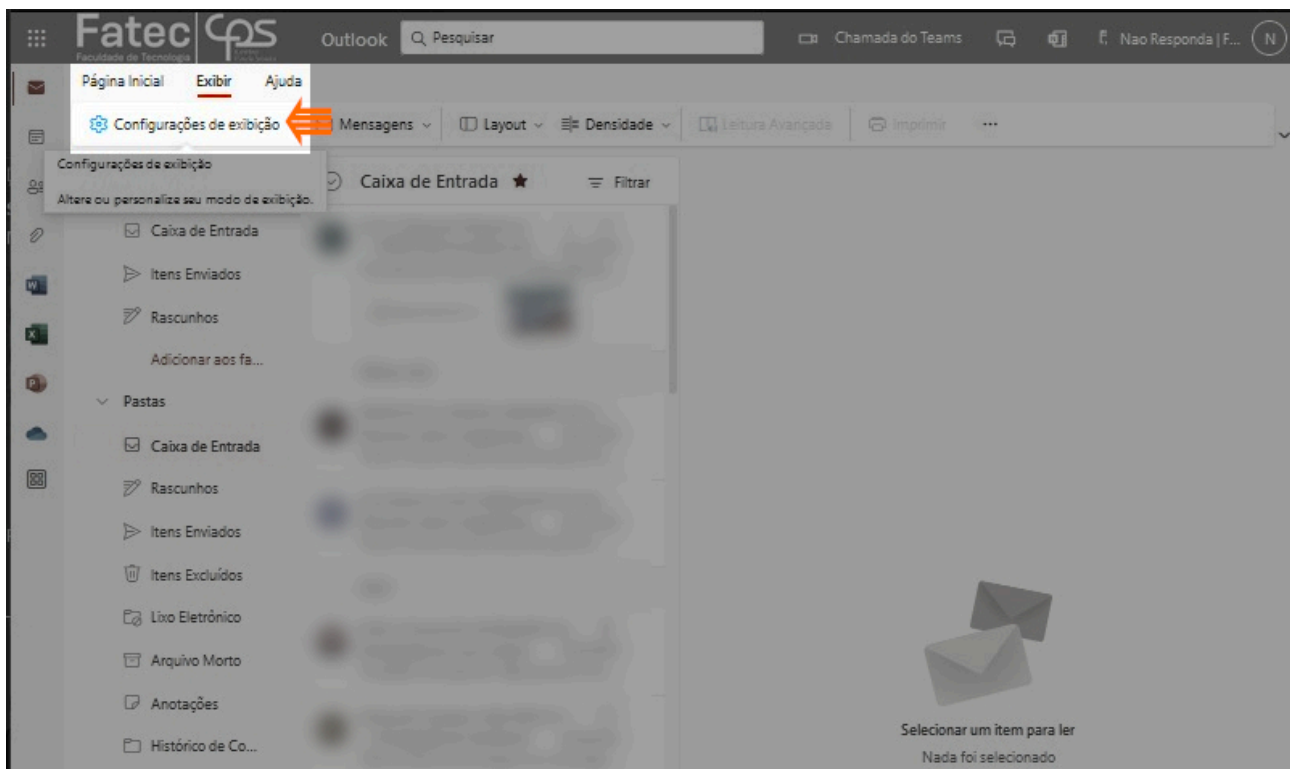 Fatec
Faculdade de Tecnologia
Cps
Outlook
Pesquisar
Chamada do Teams
Nao Responda | F...
N
Página Inicial
Exibir
Ajuda
Configurações de exibição
Mensagens
Layout
Densidade
Leitura Avançada
Imprimir
...
Configurações de exibição
Altere ou personalize seu modo de exibição.
Caixa de Entrada
Filtrar
Caixa de Entrada
Itens Enviados
Rascunhos
Adicionar aos fa...
Pastas
Caixa de Entrada
Rascunhos
Itens Enviados
Itens Excluídos
Lixo Eletrônico
Arquivo Morto
Anotações
Histórico de Co...
Selecionar um item para ler
Nada foi selecionado